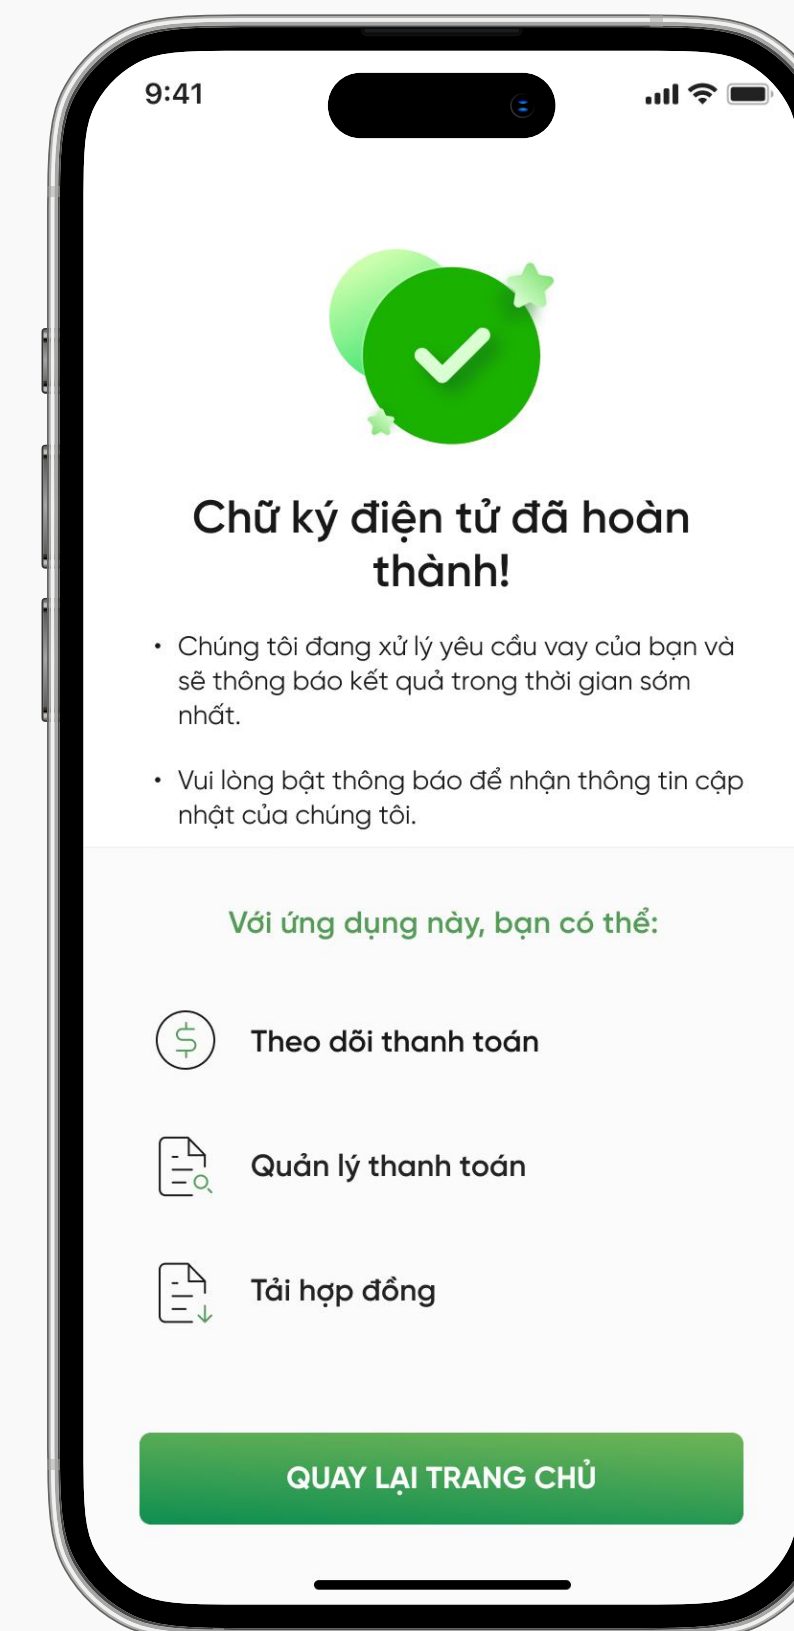 9:41
Chữ ký điện tử đã hoàn
thành!
• Chúng tôi đang xử lý yêu cầu vay của bạn và
sẽ thông báo kết quả trong thời gian sớm
nhất.
• Vui lòng bật thông báo để nhận thông tin cập
nhật của chúng tôi.
Với ứng dụng này, bạn có thể:
Theo dõi thanh toán
Quản lý thanh toán
Tải hợp đồng
QUAY LẠI TRANG CHỦ